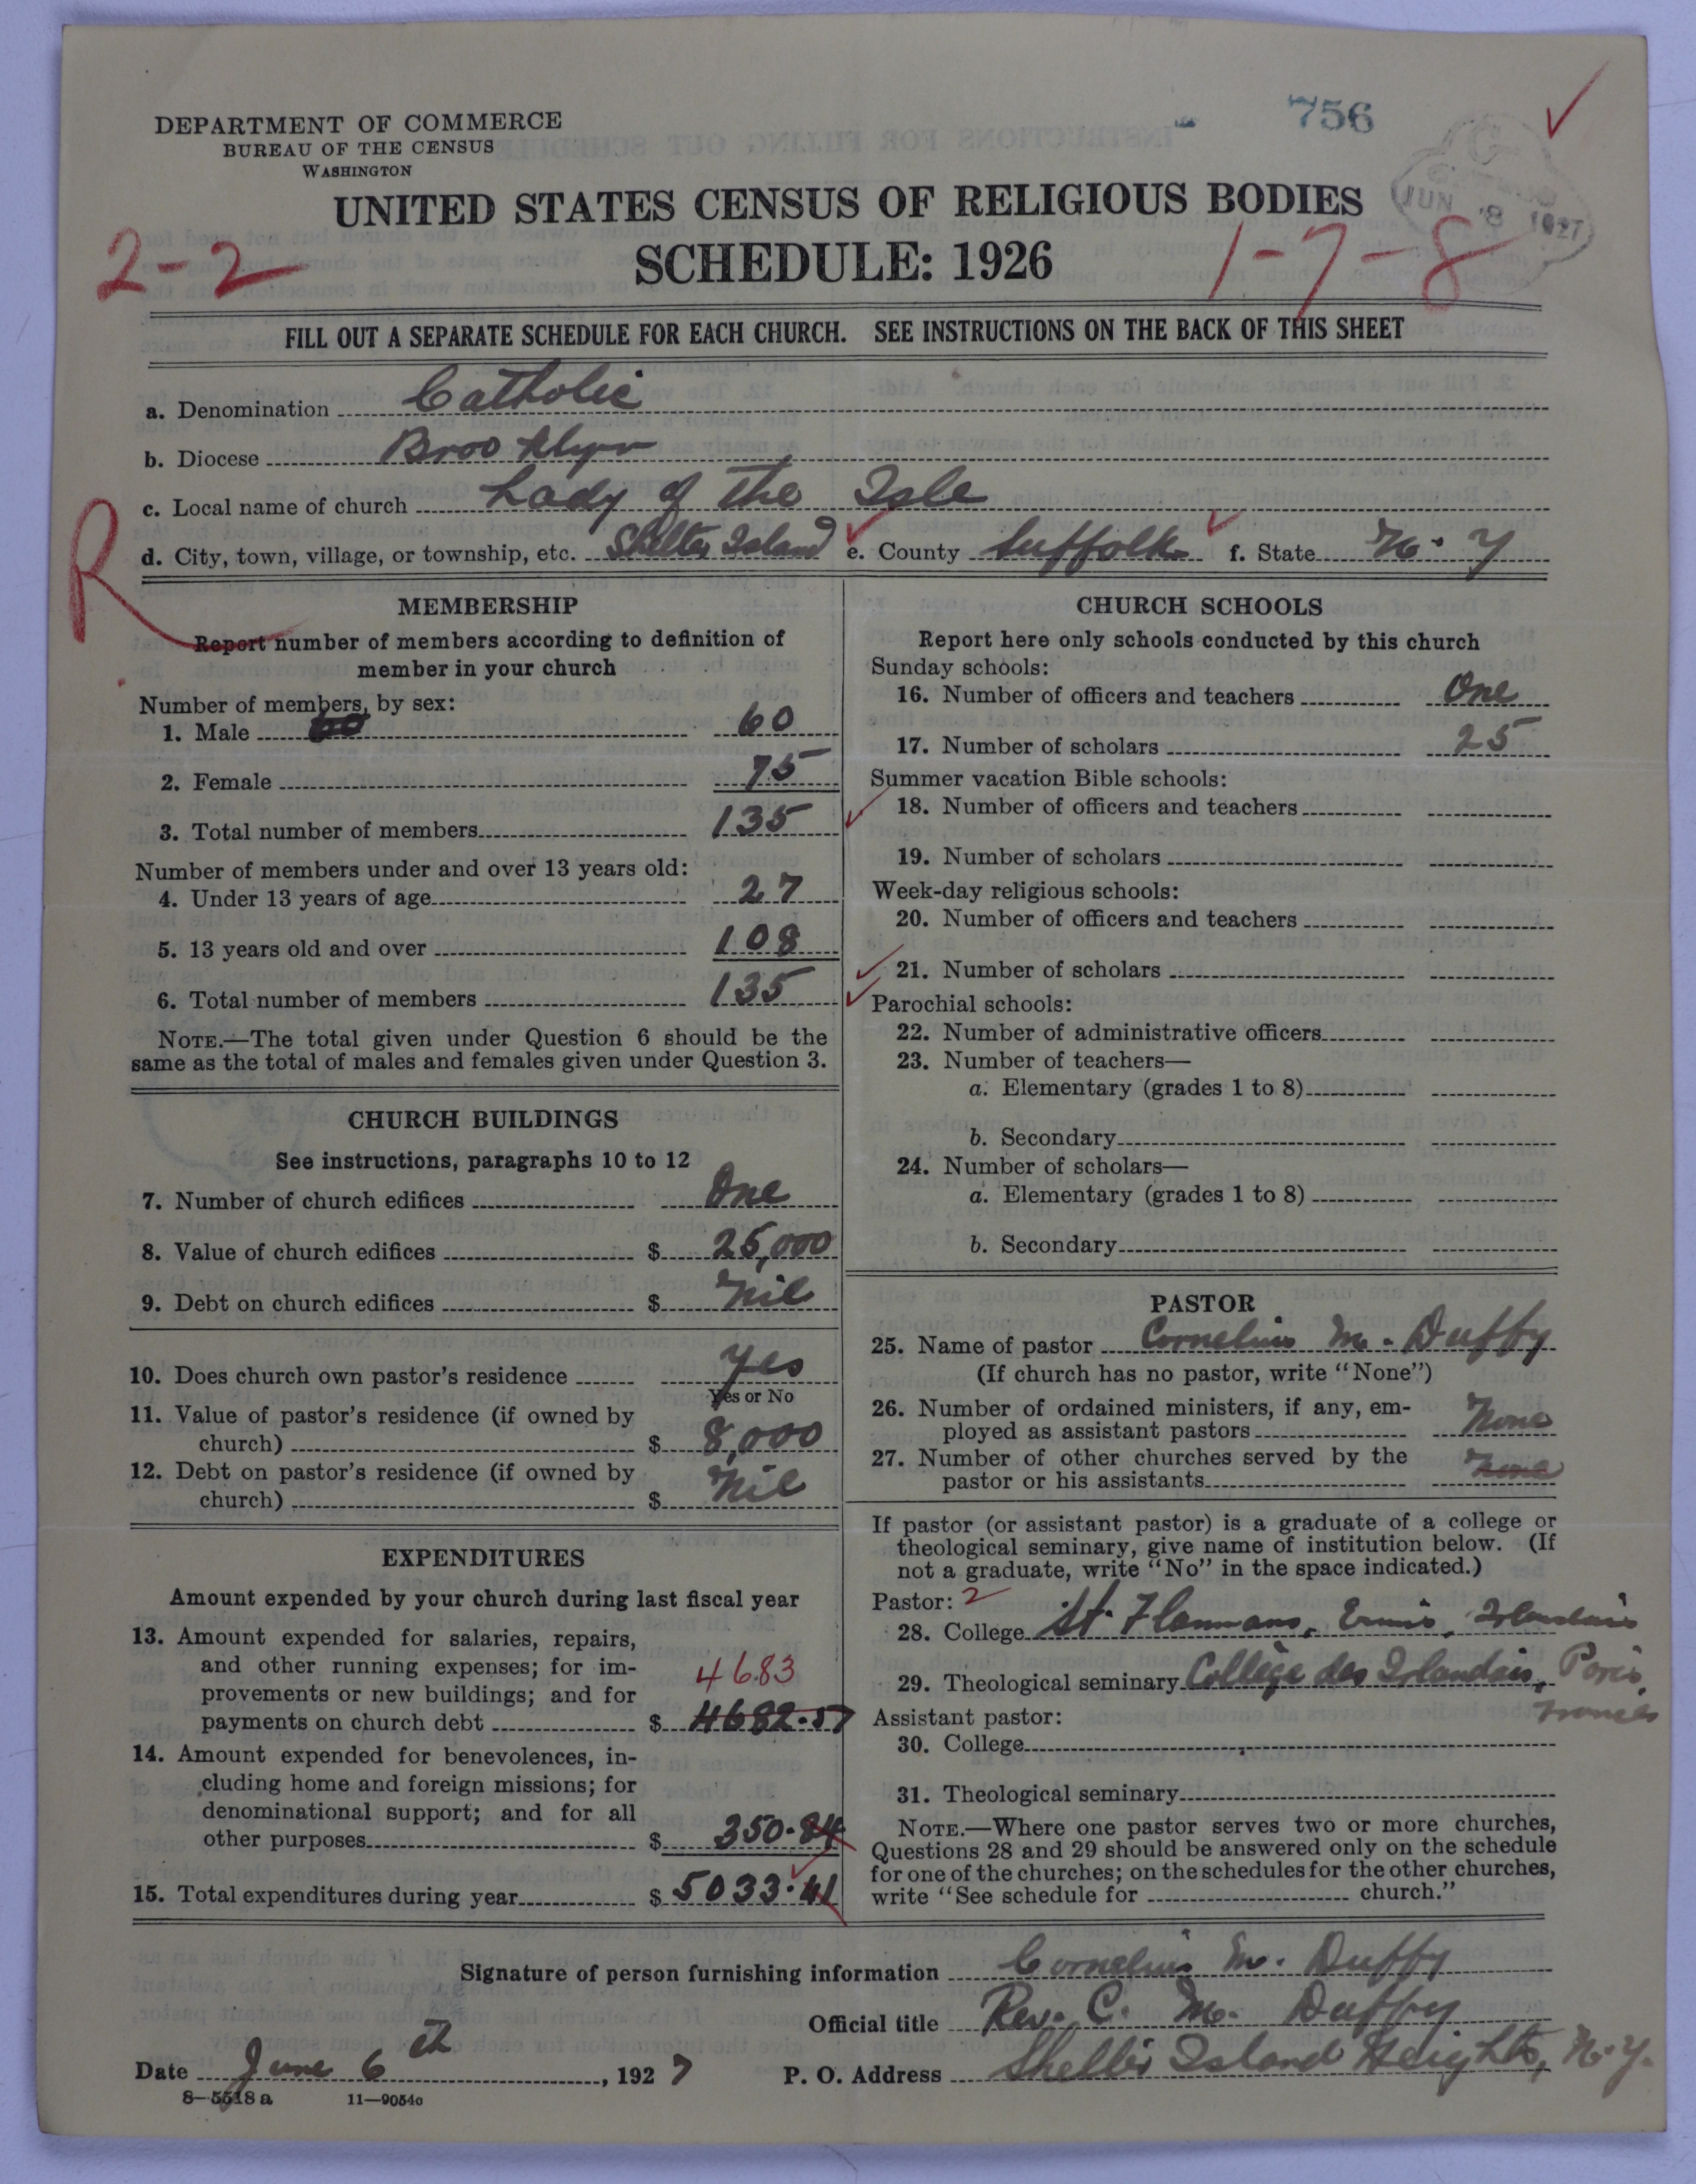 756
DEPARTMENT OF COMMERCE
BUREAU OF THE CENSUS
WASHINGTON
JUN 8 1927
UNITED STATES CENSUS OF RELIGIOUS BODIES
SCHEDULE: 1926
2-2
1-7-8
FILL OUT A SEPARATE SCHEDULE FOR EACH CHURCH. SEE INSTRUCTIONS ON THE BACK OF THIS SHEET
a. Denomination Catholic
b. Diocese Brooklyn
c. Local name of church Lady of the Isle
d. City, town, village, or township, etc. Shelter Island e. County Suffolk f. State N. Y
R
MEMBERSHIP
Report number of members according to definition of
member in your church
Number of members, by sex:
1. Male 60 60
2. Female 75
3. Total number of members 135
Number of members under and over 13 years old:
4. Under 13 years of age 27
5. 13 years old and over 108
6. Total number of members 135
NOTE.—The total given under Question 6 should be the
same as the total of males and females given under Question 3.
CHURCH BUILDINGS
See instructions, paragraphs 10 to 12
7. Number of church edifices One
8. Value of church edifices $ 25,000
9. Debt on church edifices $ Nil
10. Does church own pastor's residence Yes
Yes or No
11. Value of pastor's residence (if owned by
church) $ 8,000
12. Debt on pastor's residence (if owned by
church) $ Nil
EXPENDITURES
Amount expended by your church during last fiscal year
13. Amount expended for salaries, repairs,
and other running expenses; for im-
provements or new buildings; and for
4683
payments on church debt $ 4682.57
14. Amount expended for benevolences, in-
cluding home and foreign missions; for
denominational support; and for all
other purposes $ 350.84
15. Total expenditures during year $ 5033.41
CHURCH SCHOOLS
Report here only schools conducted by this church
Sunday schools:
16. Number of officers and teachers One
17. Number of scholars 25
Summer vacation Bible schools:
18. Number of officers and teachers
19. Number of scholars
Week-day religious schools:
20. Number of officers and teachers
21. Number of scholars
Parochial schools:
22. Number of administrative officers
23. Number of teachers—
a. Elementary (grades 1 to 8)
b. Secondary
24. Number of scholars—
a. Elementary (grades 1 to 8)
b. Secondary
PASTOR
25. Name of pastor Cornelius M. Duffy
(If church has no pastor, write "None")
26. Number of ordained ministers, if any, em-
ployed as assistant pastors None
27. Number of other churches served by the
pastor or his assistants None
If pastor (or assistant pastor) is a graduate of a college or
theological seminary, give name of institution below. (If
not a graduate, write "No" in the space indicated.)
Pastor: 2
28. College St. Flannans, Ennis,
29. Theological seminary Collège des Irlandais, Paris,
France
Assistant pastor:
30. College
31. Theological seminary
NOTE.—Where one pastor serves two or more churches,
Questions 28 and 29 should be answered only on the schedule
for one of the churches; on the schedules for the other churches,
write "See schedule for church."
Signature of person furnishing information Cornelius M. Duffy
Official title Rev. C. M. Duffy
Date June 6th, 1927 P. O. Address Shelter Island Heights, N.Y.
8-5518 a 11—9054c